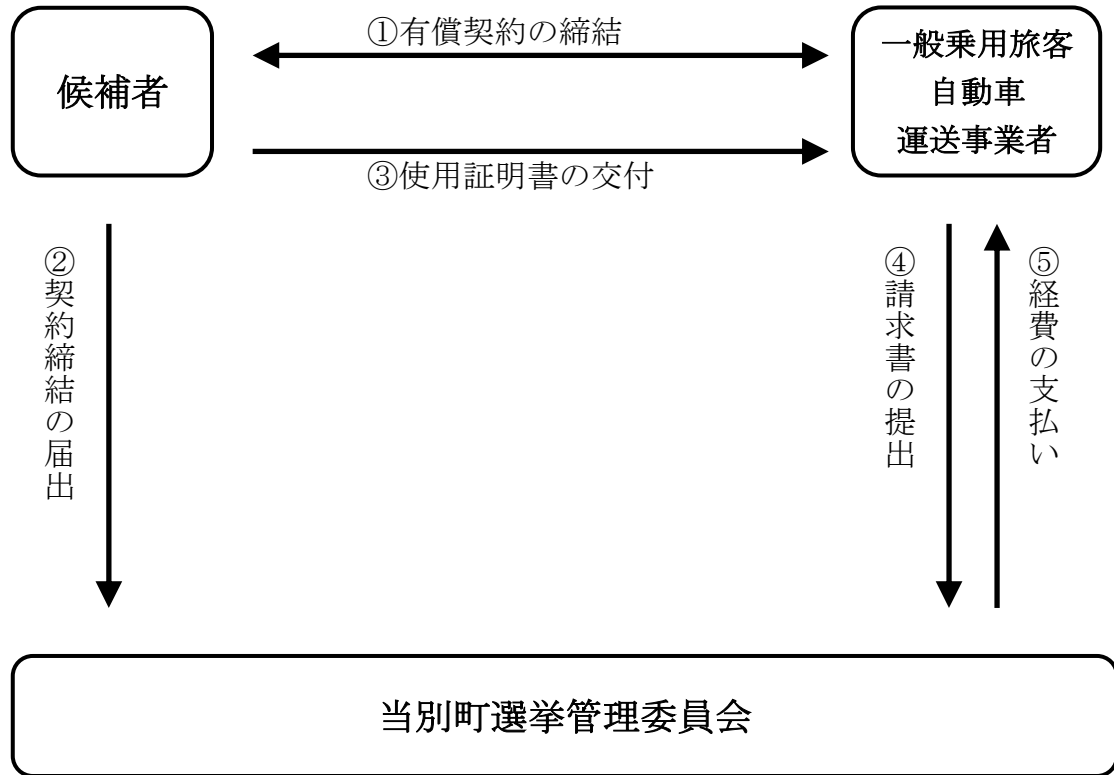 ①有償契約の締結
候補者
一般乗用旅客
自動車
運送事業者
③使用証明書の交付
②契約締結の届出
④請求書の提出
⑤経費の支払い
当別町選挙管理委員会